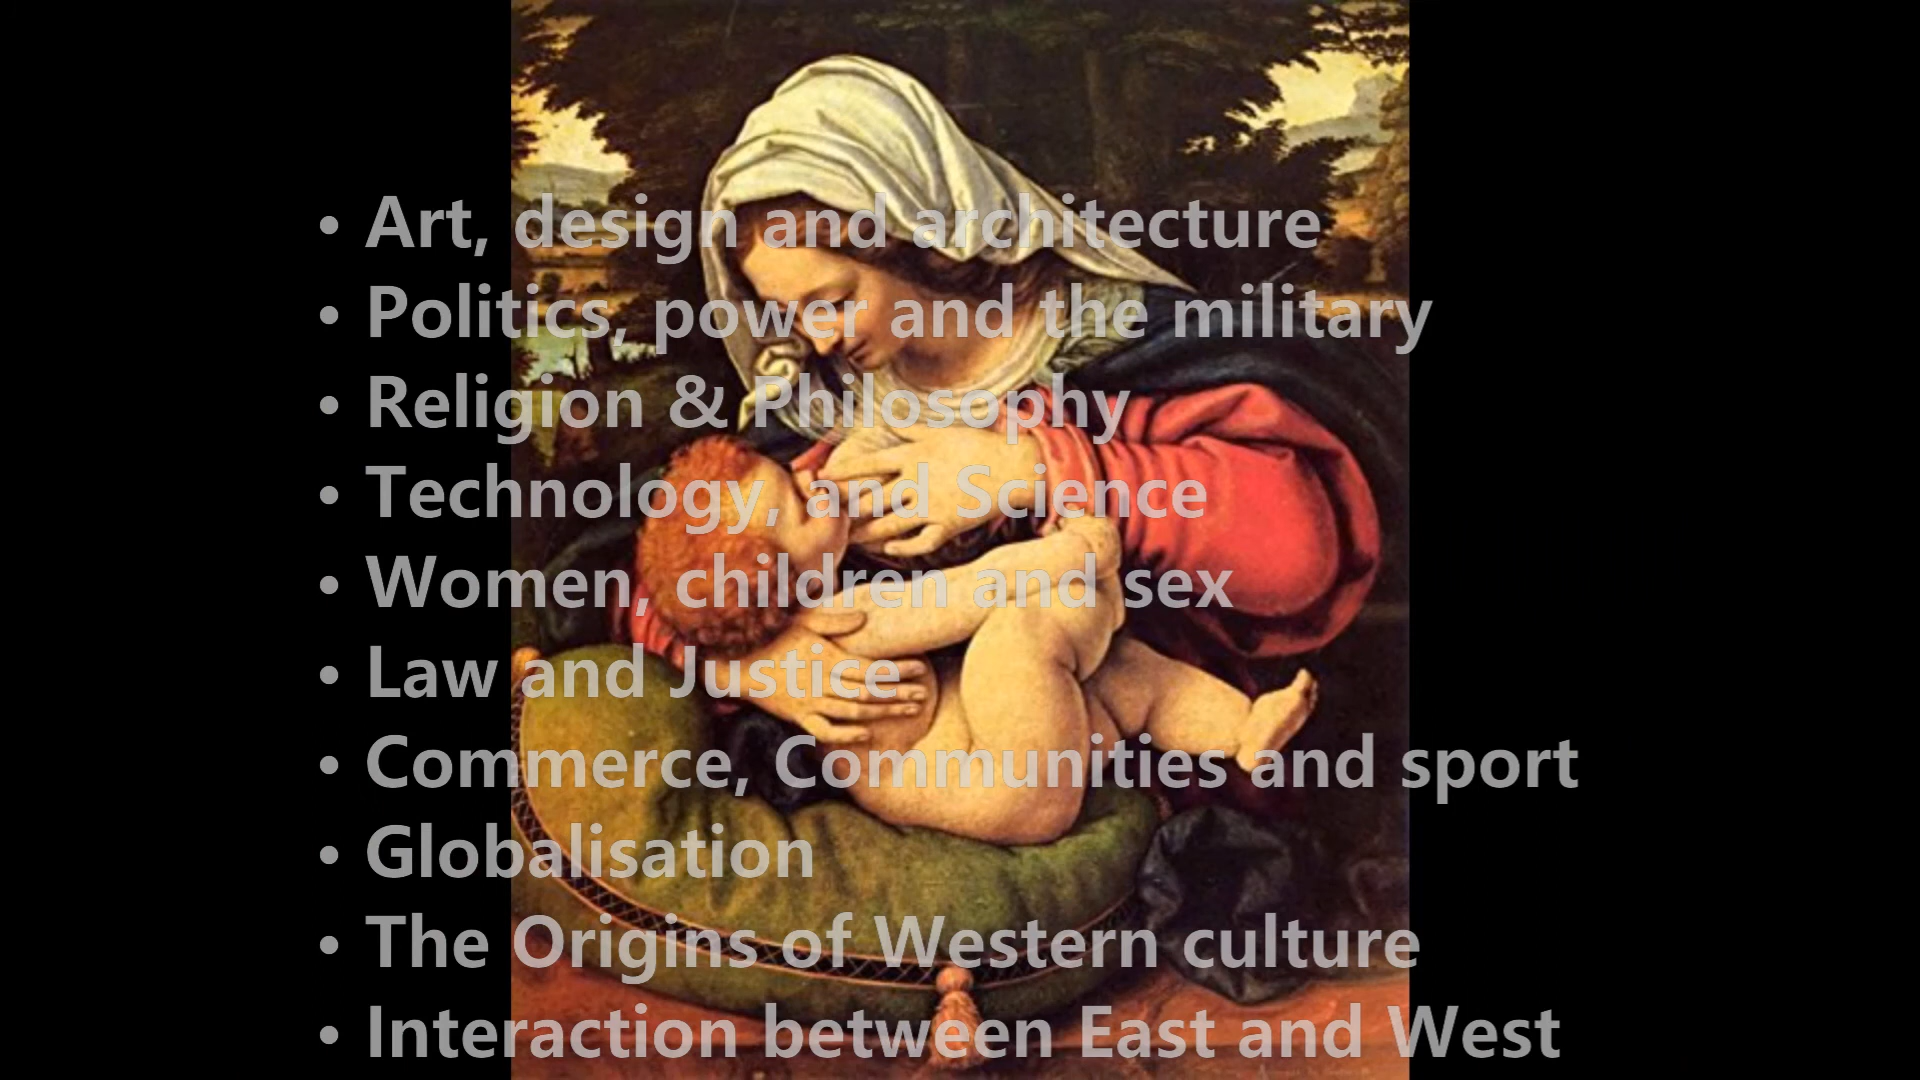 • Art, design and architecture
• Politics, power and the military
• Religion & Philosophy
• Technology, and Science
• Women, children and sex
• Law and Justice
• Commerce, Communities and sport
• Globalisation
• The Origins of Western culture
• Interaction between East and West